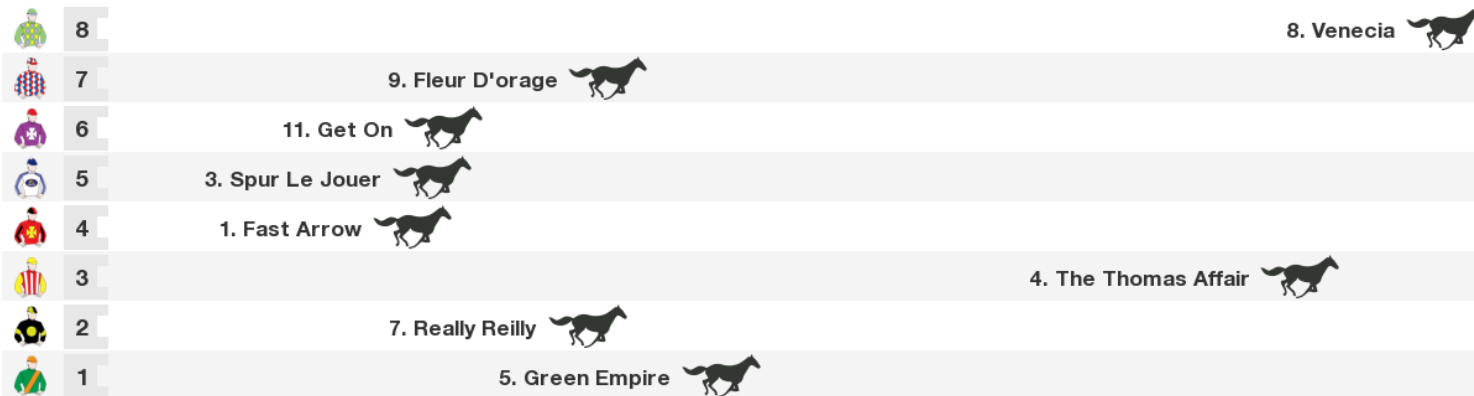 8 8. Venecia
7 9. Fleur D'orage
6 11. Get On
5 3. Spur Le Jouer
4 1. Fast Arrow
3 4. The Thomas Affair
2 7. Really Reilly
1 5. Green Empire